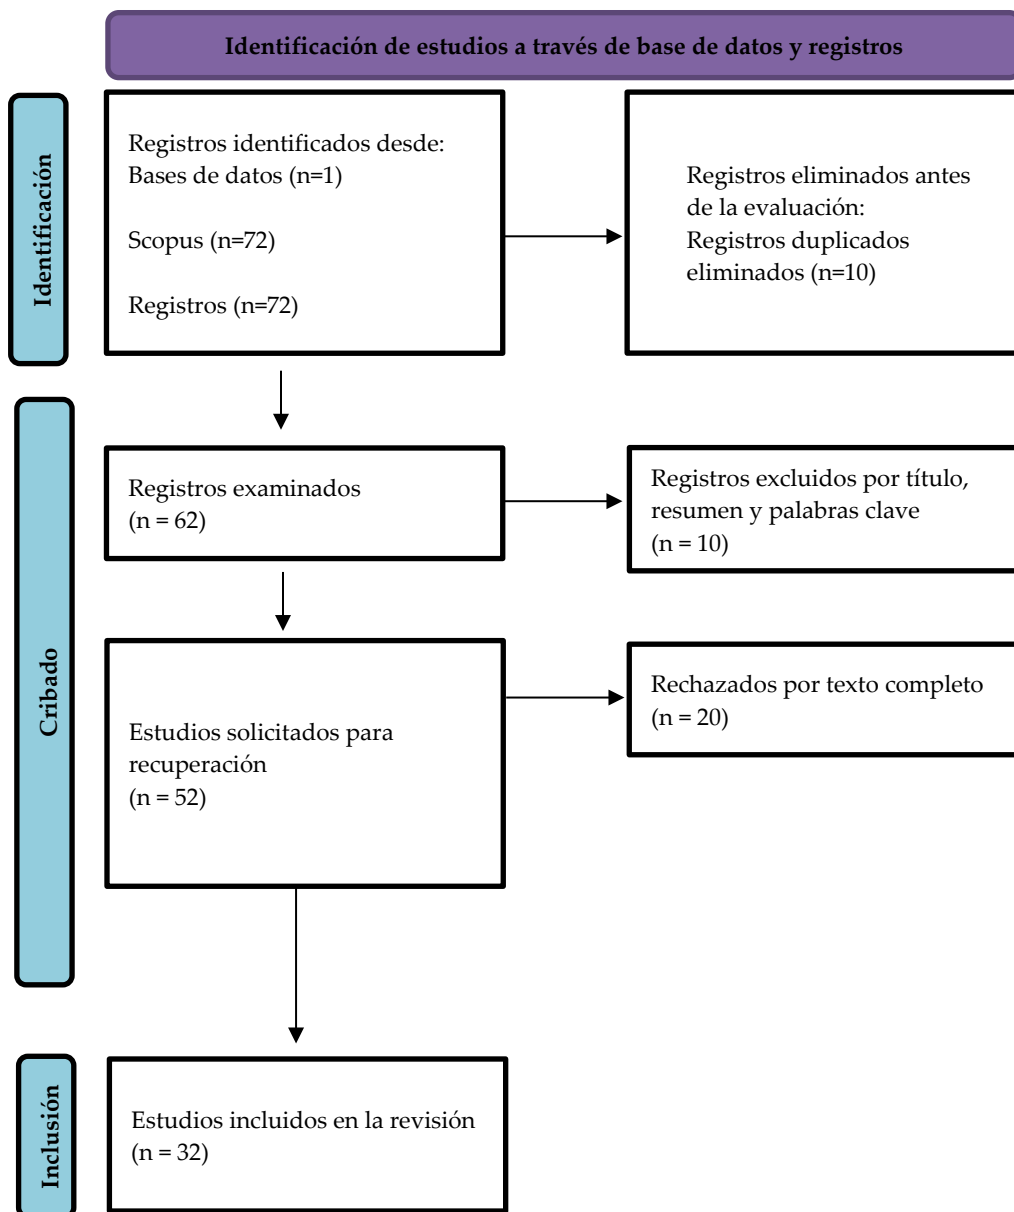 Identificación de estudios a través de base de datos y registros
Identificación
Registros identificados desde:
Bases de datos (n=1)
Scopus (n=72)
Registros (n=72)
Registros eliminados antes
de la evaluación:
Registros duplicados
eliminados (n=10)
Cribado
Registros examinados
(n = 62)
Registros excluidos por título,
resumen y palabras clave
(n = 10)
Estudios solicitados para
recuperación
(n = 52)
Rechazados por texto completo
(n = 20)
Inclusión
Estudios incluidos en la revisión
(n = 32)